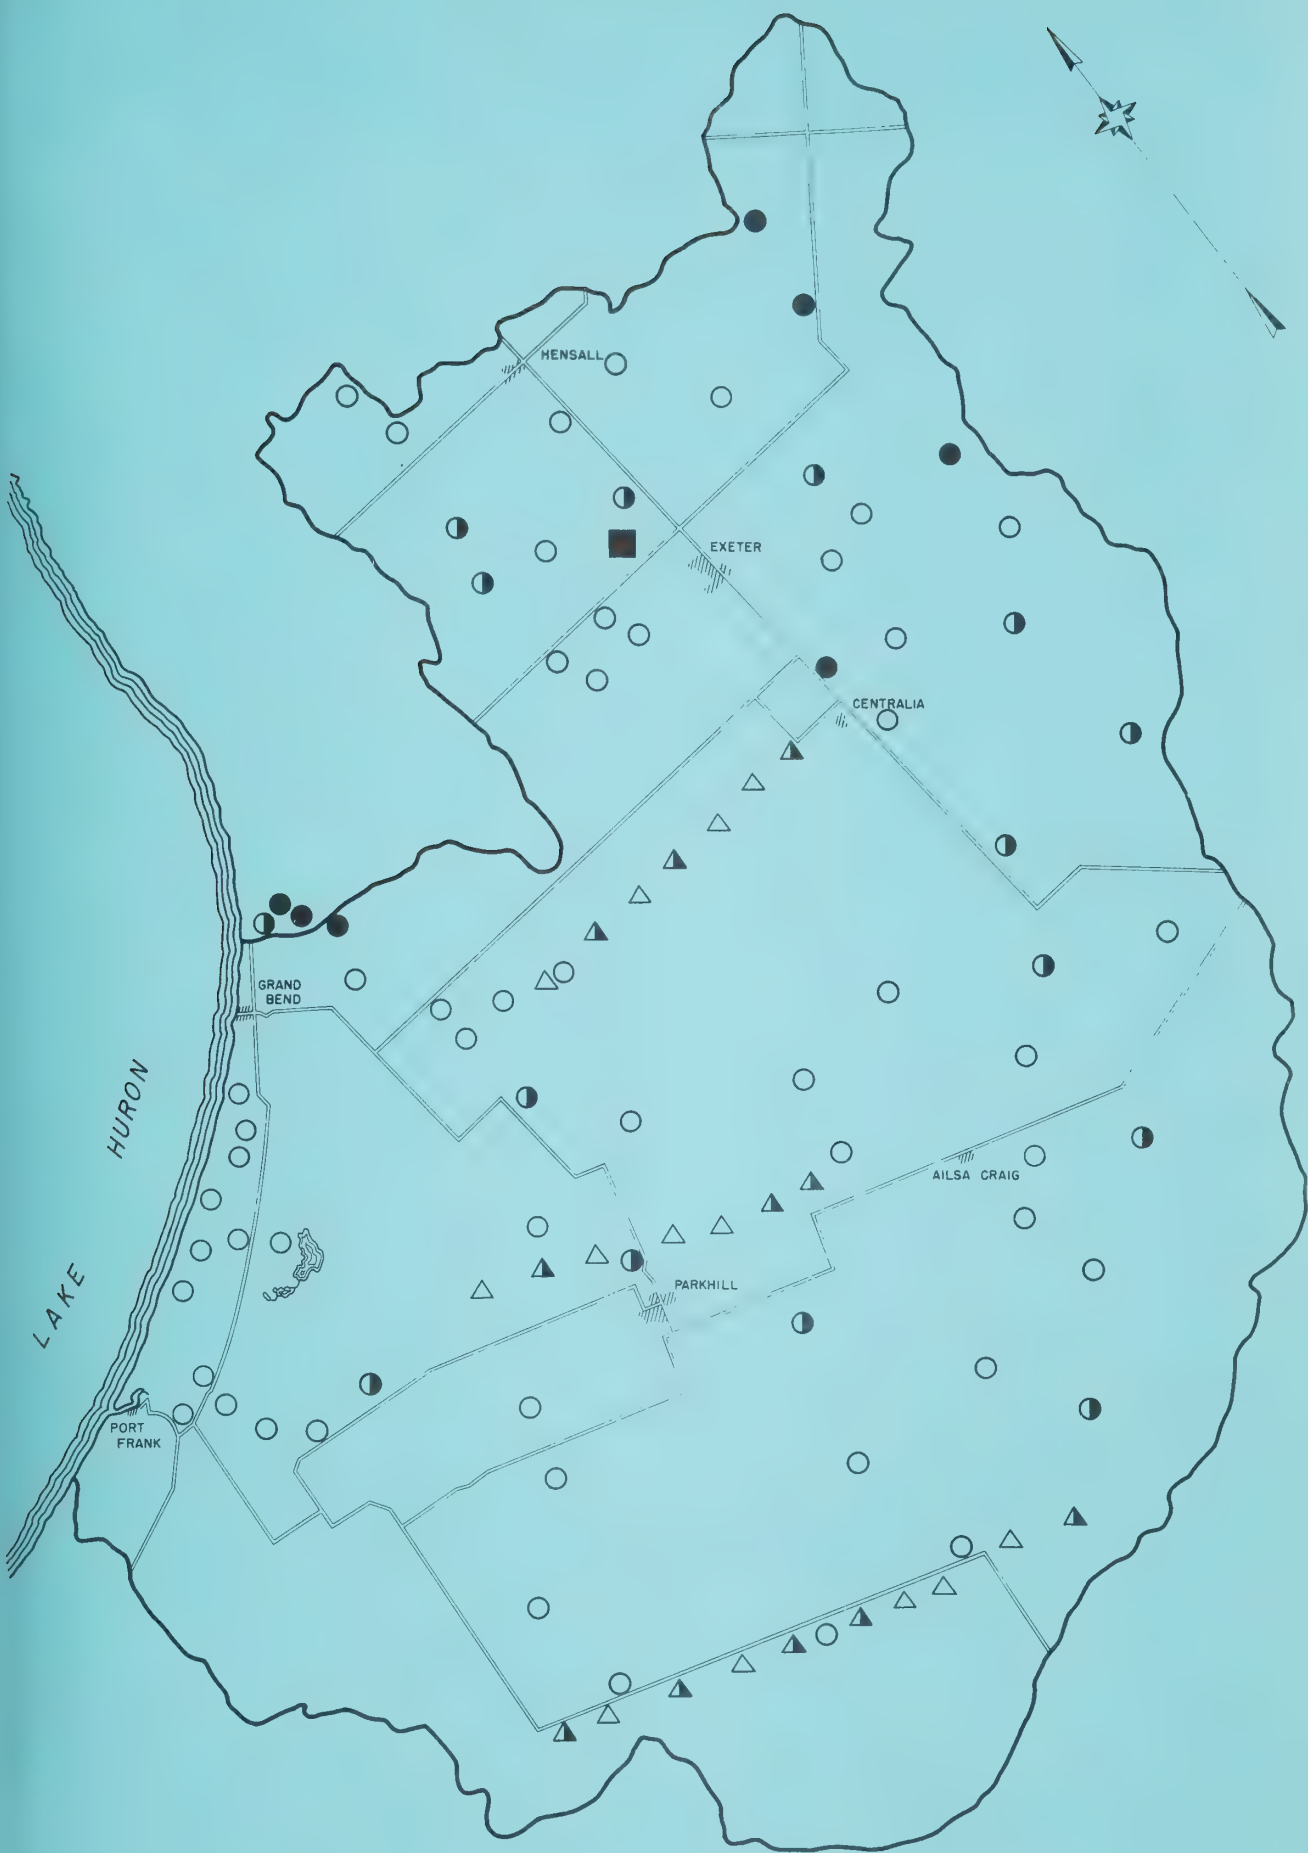 HENSALL
EXETER
CENTRALIA
GRAND
BEND
HURON
LAKE
AILSA CRAIG
PARKHILL
PORT
FRANK